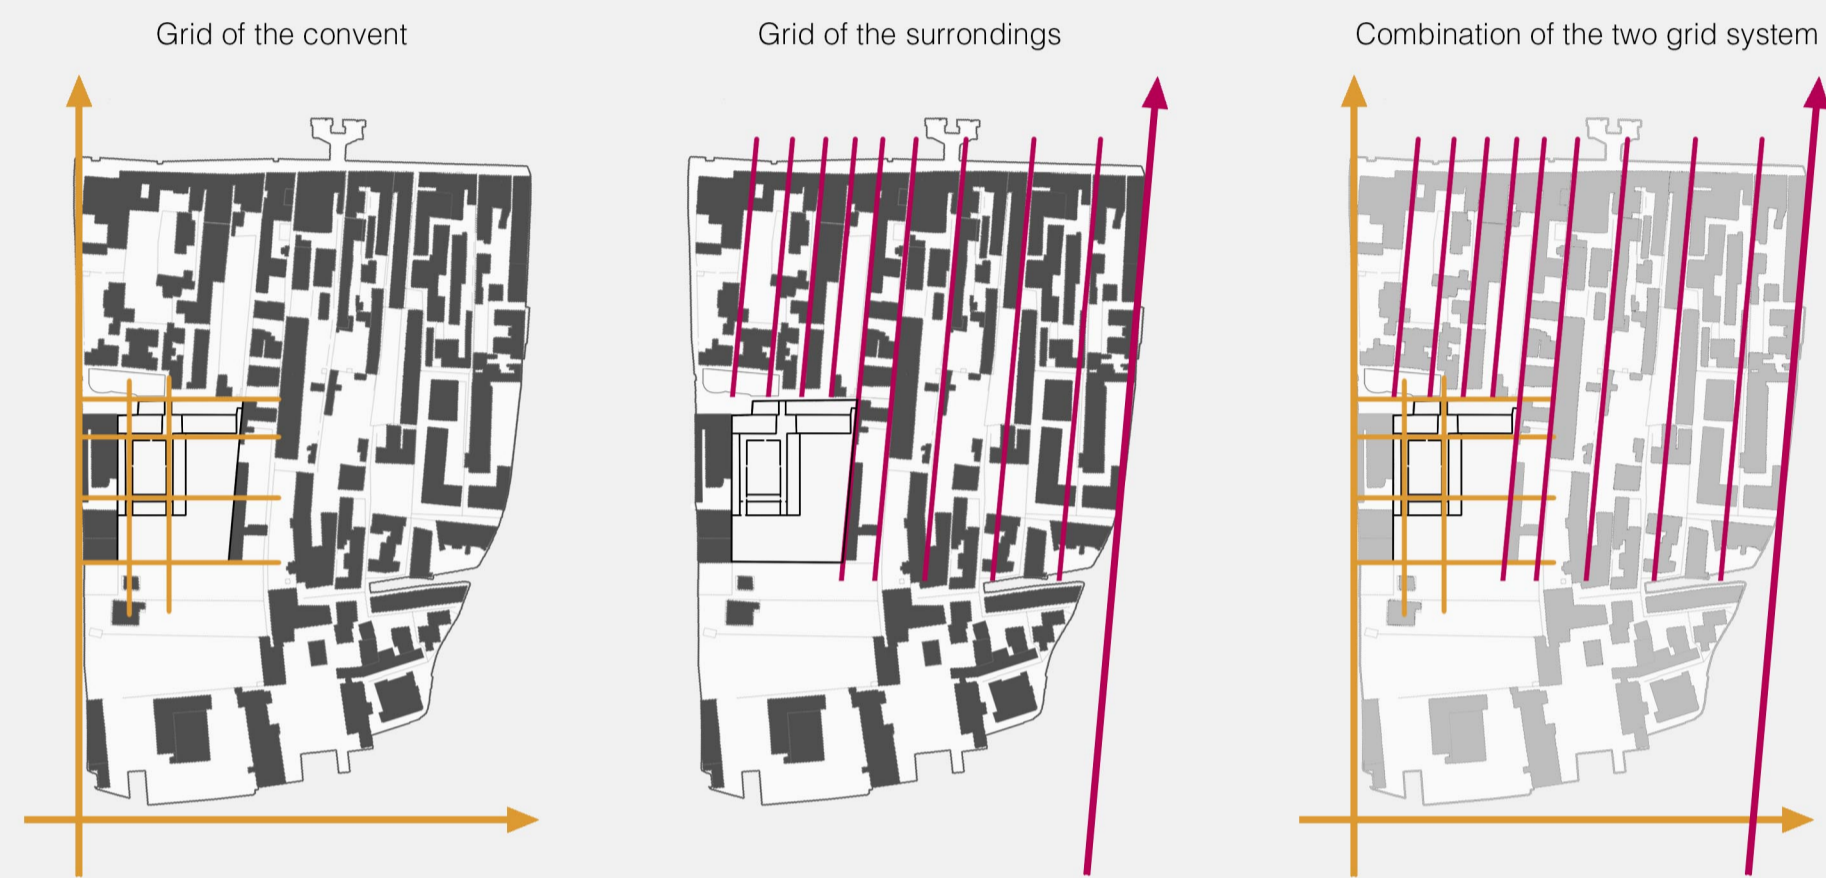 Grid of the convent
Grid of the surrondings
Combination of the two grid system